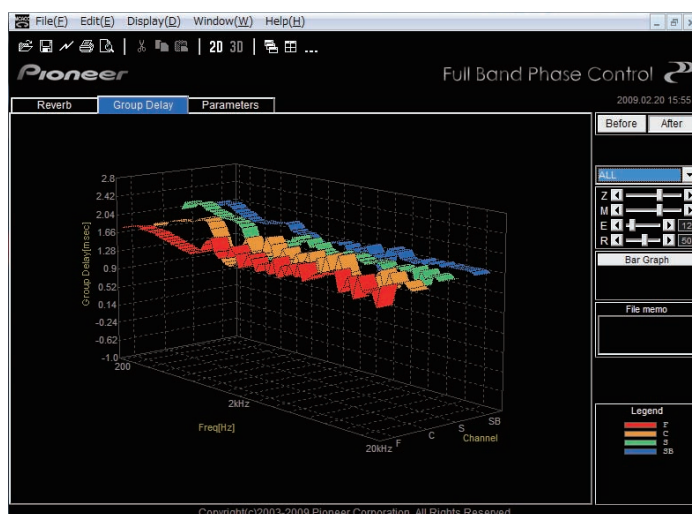 File(F) Edit(E) Display(D) Window(W) Help(H)
2D 3D ...
Pioneer Full Band Phase Control
2009.02.20 15:55
Reverb Group Delay Parameters
Before After
ALL
Z
M
E 12
R 50
Bar Graph
File memo
Legend
F
C
S
SB
2.8
2.42
2.04
1.66
1.28
0.9
0.52
0.14
-0.24
-0.62
-1.0
Group Delay[msec]
200
2kHz
20kHz
Freq[Hz]
F
C
S
SB
Channel
Copyright(c)2003-2009 Pioneer Corporation. All Rights Reserved.